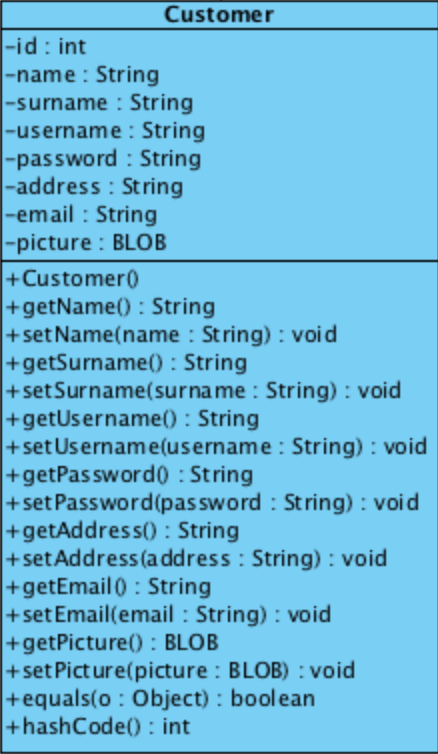 Customer
-id : int
-name : String
-surname : String
-username : String
-password : String
-address : String
-email : String
-picture : BLOB
+Customer()
+getName() : String
+setName(name : String) : void
+getSurname() : String
+setSurname(surname : String) : void
+getUsername() : String
+setUsername(username : String) : void
+getPassword() : String
+setPassword(password : String) : void
+getAddress() : String
+setAddress(address : String) : void
+getEmail() : String
+setEmail(email : String) : void
+getPicture() : BLOB
+setPicture(picture : BLOB) : void
+equals(o : Object) : boolean
+hashCode() : int